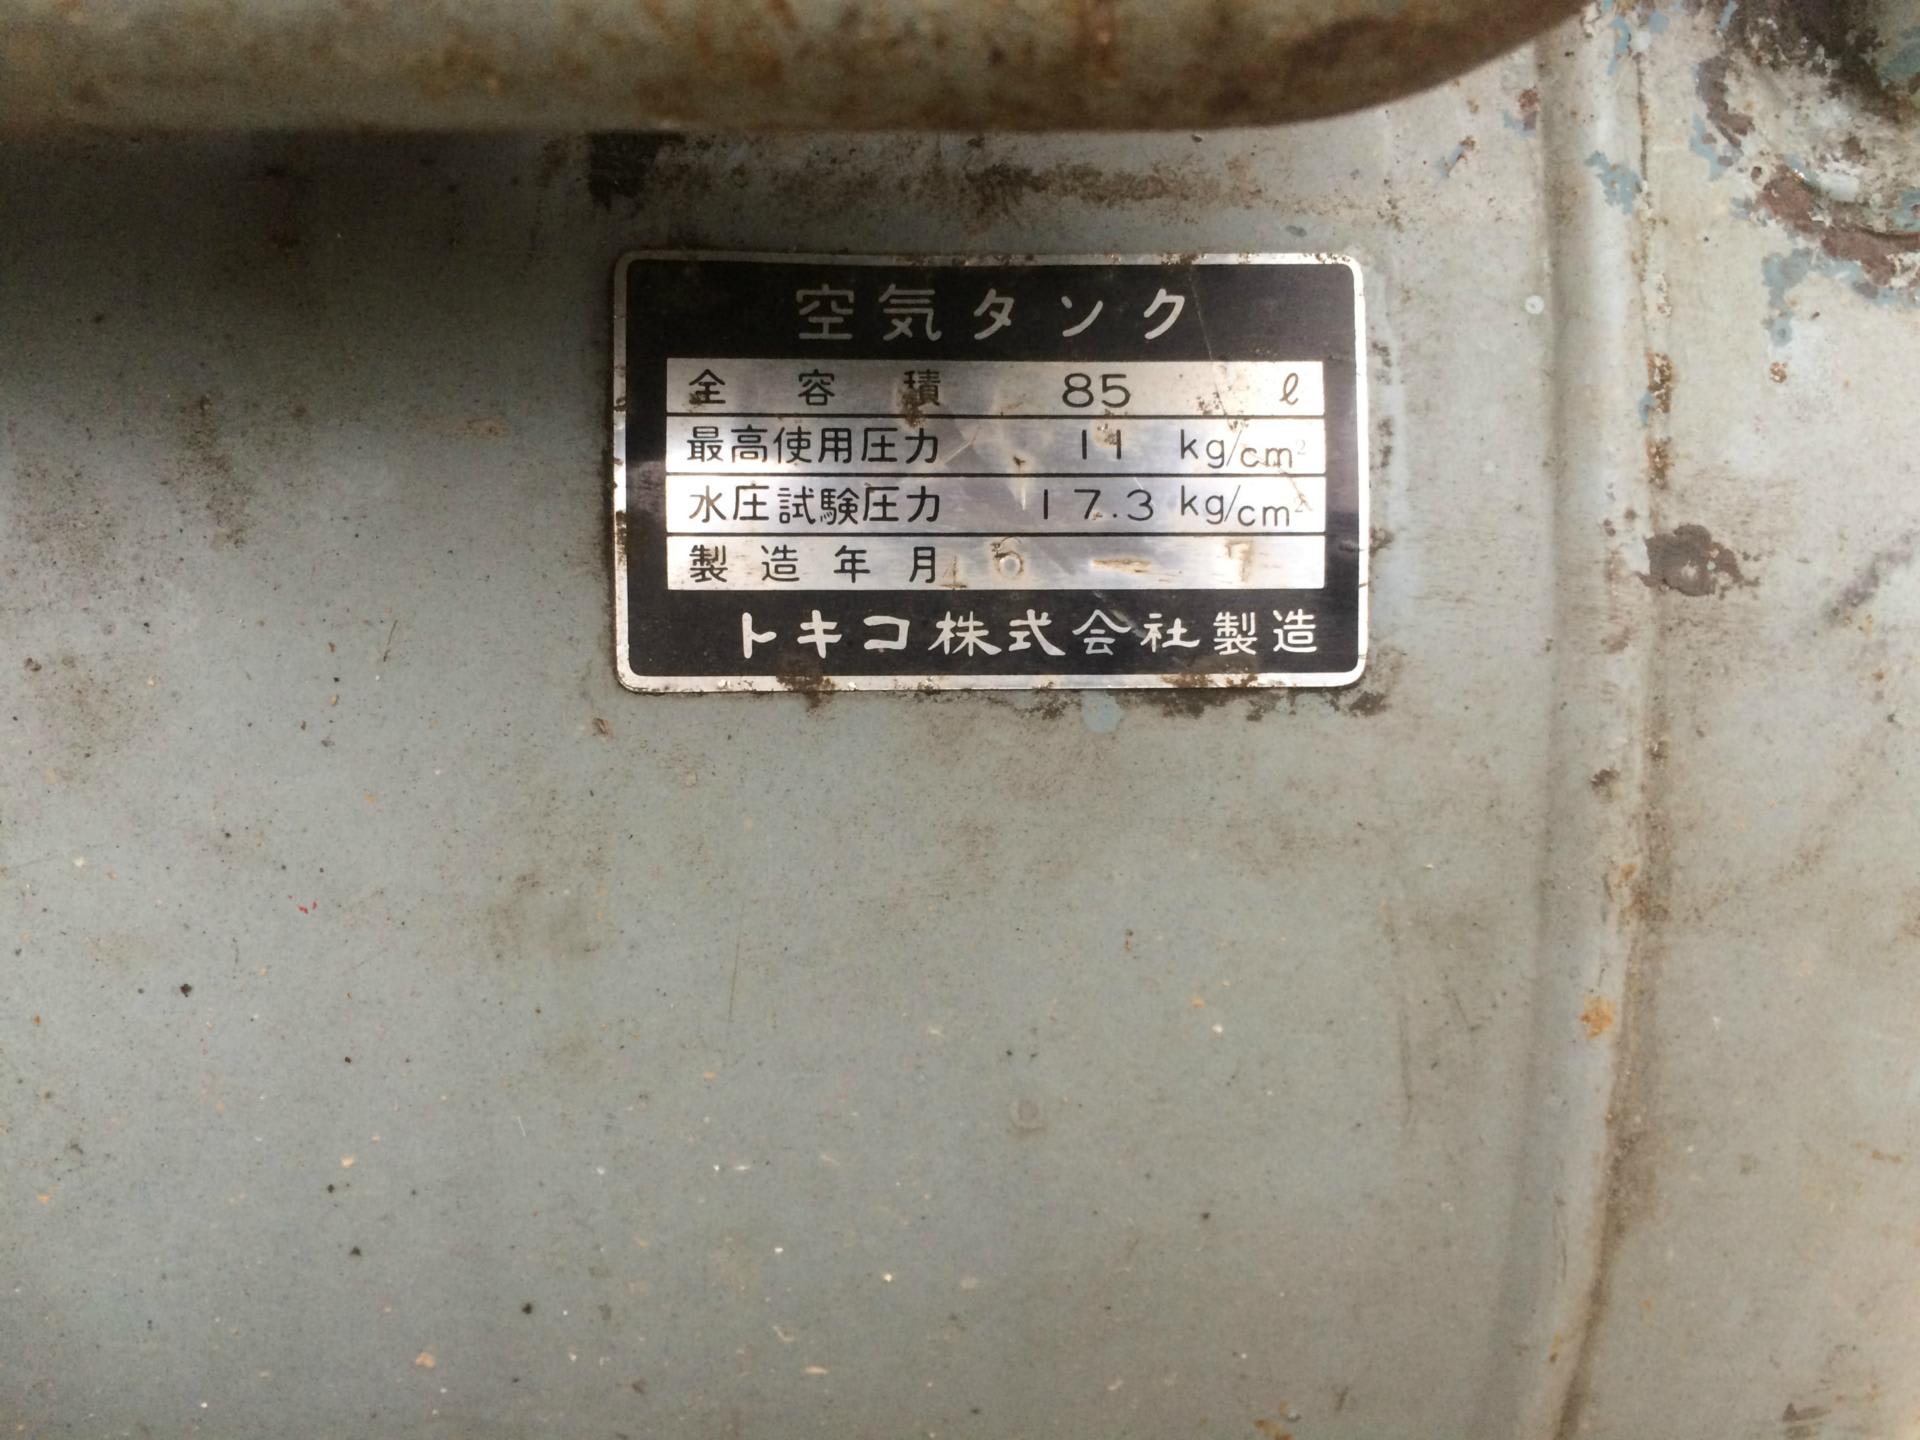 空気タンク
全容積 85 ℓ
最高使用圧力 11 kg/cm²
水圧試験圧力 17.3 kg/cm²
製造年月
トキコ株式会社製造